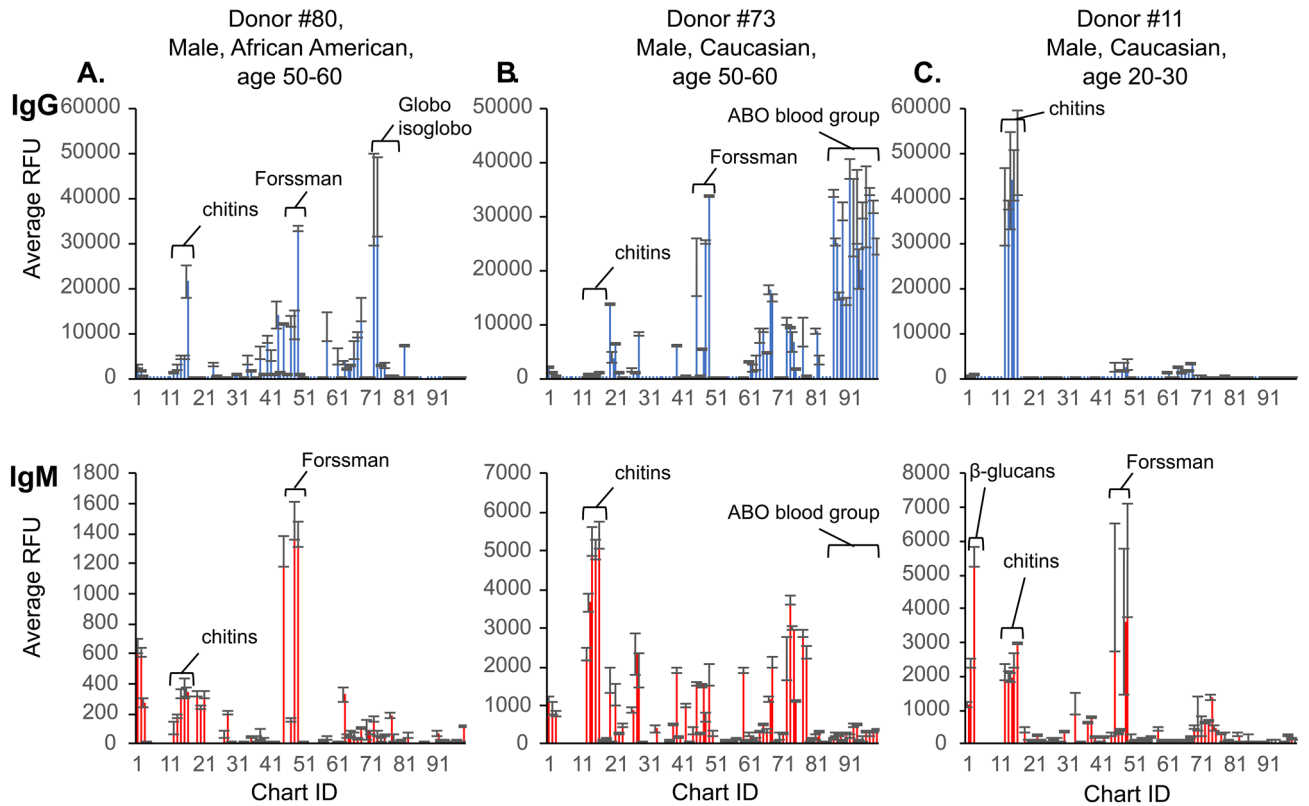 Donor #80,
Male, African American,
age 50-60
Donor #73
Male, Caucasian,
age 50-60
Donor #11
Male, Caucasian,
age 20-30
A.
B.
C.
IgG
Average RFU
60000
50000
40000
30000
20000
10000
0
chitins
Forssman
Globo
isoglobo
1 11 21 31 41 51 61 71 81 91
50000
40000
30000
20000
10000
0
chitins
Forssman
ABO blood group
1 11 21 31 41 51 61 71 81 91
60000
50000
40000
30000
20000
10000
0
chitins
1 11 21 31 41 51 61 71 81 91
IgM
Average RFU
1800
1600
1400
1200
1000
800
600
400
200
0
chitins
Forssman
1 11 21 31 41 51 61 71 81 91
Chart ID
7000
6000
5000
4000
3000
2000
1000
0
chitins
ABO blood group
1 11 21 31 41 51 61 71 81 91
Chart ID
8000
7000
6000
5000
4000
3000
2000
1000
0
β-glucans
chitins
Forssman
1 11 21 31 41 51 61 71 81 91
Chart ID